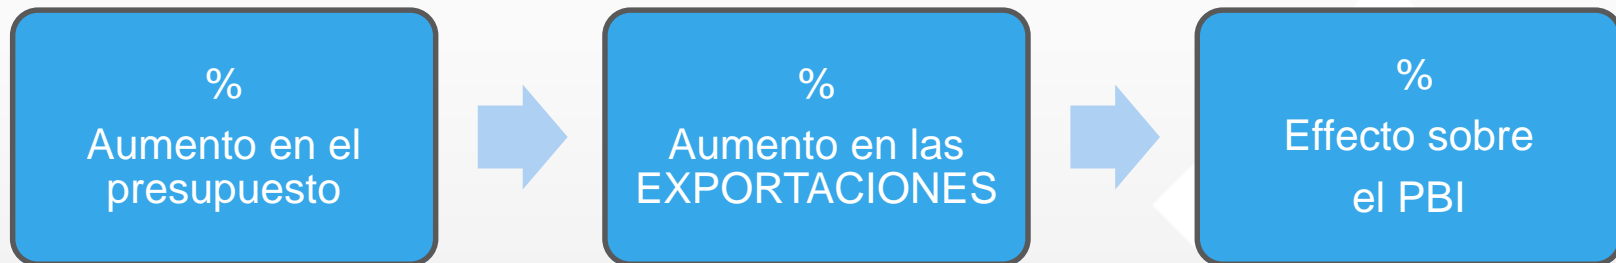 %
Aumento en el
presupuesto
%
Aumento en las
EXPORTACIONES
%
Effecto sobre
el PBI